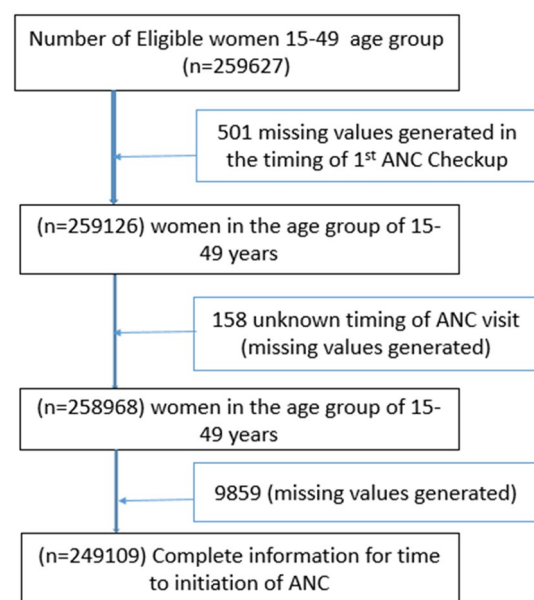 Number of Eligible women 15-49 age group
(n=259627)
501 missing values generated in
the timing of 1st ANC Checkup
(n=259126) women in the age group of 15-
49 years
158 unknown timing of ANC visit
(missing values generated)
(n=258968) women in the age group of 15-
49 years
9859 (missing values generated)
(n=249109) Complete information for time
to initiation of ANC